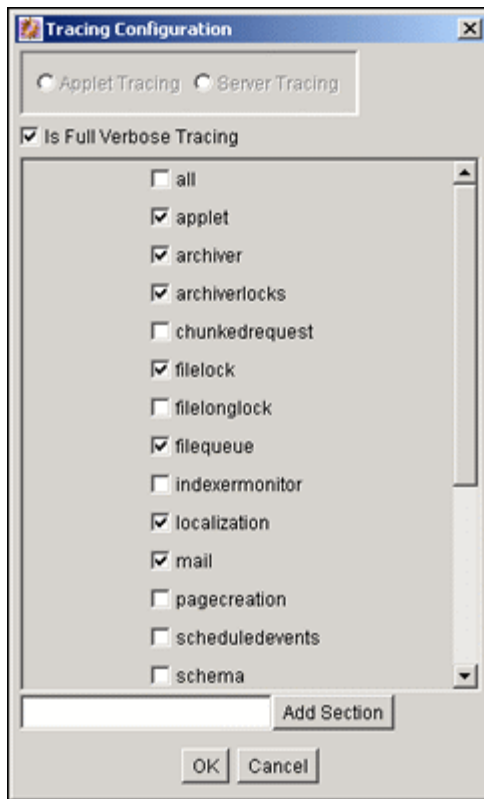 Tracing Configuration
Applet Tracing Server Tracing
Is Full Verbose Tracing
all
applet
archiver
archiverlocks
chunkedrequest
filelock
filelonglock
filequeue
indexermonitor
localization
mail
pagecreation
scheduledevents
schema
Add Section
OK Cancel